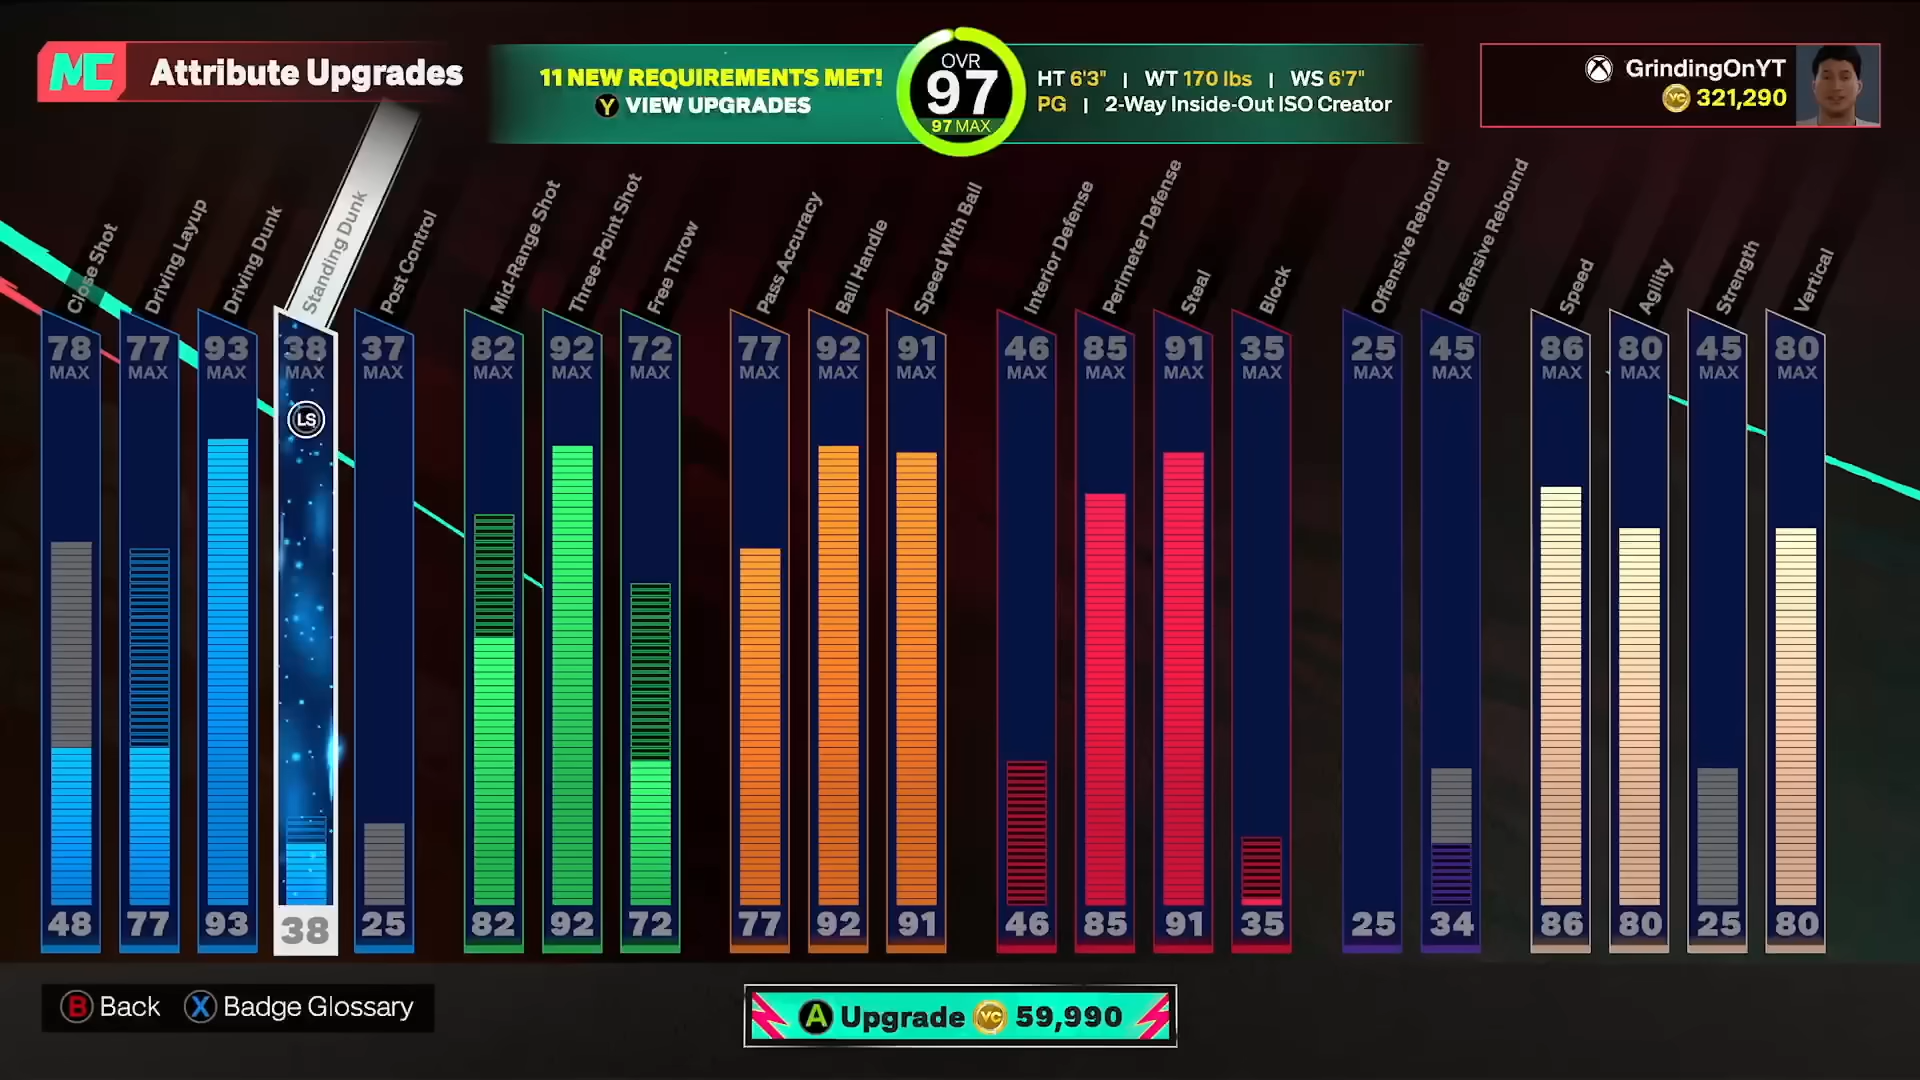 MC Attribute Upgrades
11 NEW REQUIREMENTS MET!
Y VIEW UPGRADES
OVR
97
97 MAX
HT 6'3" | WT 170 lbs | WS 6'7"
PG | 2-Way Inside-Out ISO Creator
GrindingOnYT
VC 321,290
Close Shot
Driving Layup
Driving Dunk
Standing Dunk
Post Control
Mid-Range Shot
Three-Point Shot
Free Throw
Pass Accuracy
Ball Handle
Speed With Ball
Interior Defense
Perimeter Defense
Steal
Block
Offensive Rebound
Defensive Rebound
Speed
Agility
Strength
Vertical
78 77 93 38 37 82 92 72 77 92 91 46 85 91 35 25 45 86 80 45 80
MAX MAX MAX MAX MAX MAX MAX MAX MAX MAX MAX MAX MAX MAX MAX MAX MAX MAX MAX MAX MAX
LS
48 77 93 38 25 82 92 72 77 92 91 46 85 91 35 25 34 86 80 25 80
B Back X Badge Glossary
A Upgrade VC 59,990